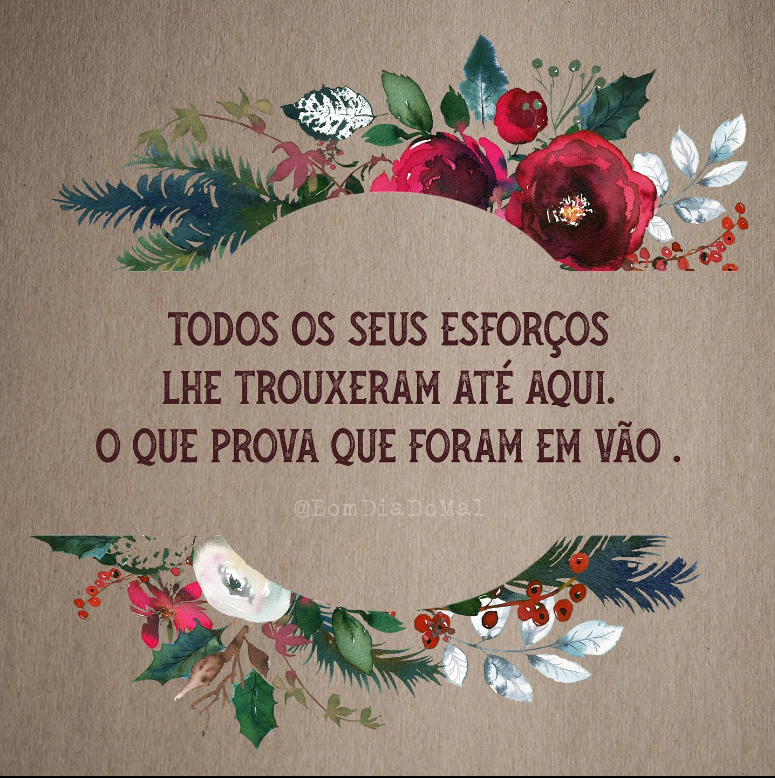 TODOS OS SEUS ESFORÇOS
LHE TROUXERAM ATÉ AQUI.
O QUE PROVA QUE FORAM EM VÃO .
@BomDiaDoMal